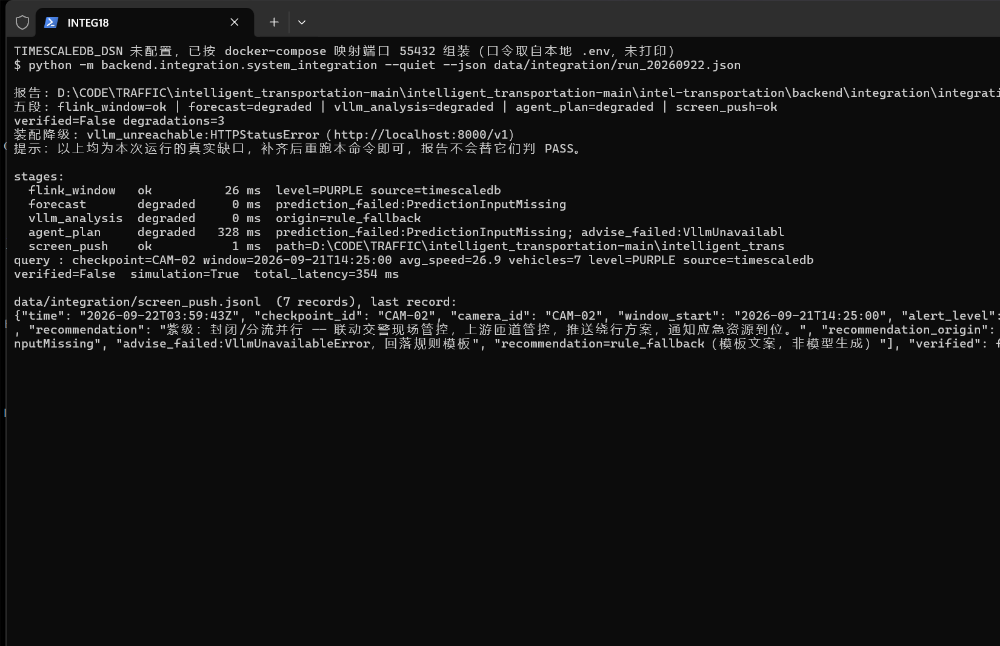 INTEG18
TIMESCALEDB_DSN 未配置，已按 docker-compose 映射端口 55432 组装（口令取自本地 .env，未打印）
$ python -m backend.integration.system_integration --quiet --json data/integration/run_20260922.json
报告: D:\CODE\TRAFFIC\intelligent_transportation-main\intelligent_transportation-main\intel-transportation\backend\integration\integrati
五段: flink_window=ok | forecast=degraded | vllm_analysis=degraded | agent_plan=degraded | screen_push=ok
verified=False degradations=3
装配降级: vllm_unreachable:HTTPStatusError（http://localhost:8000/v1）
提示: 以上均为本次运行的真实缺口，补齐后重跑本命令即可，报告不会替它们判 PASS。
stages:
flink_window ok 26 ms level=PURPLE source=timescaledb
forecast degraded 0 ms prediction_failed:PredictionInputMissing
vllm_analysis degraded 0 ms origin=rule_fallback
agent_plan degraded 328 ms prediction_failed:PredictionInputMissing; advise_failed:VllmUnavailabl
screen_push ok 1 ms path=D:\CODE\TRAFFIC\intelligent_transportation-main\intelligent_trans
query : checkpoint=CAM-02 window=2026-09-21T14:25:00 avg_speed=26.9 vehicles=7 level=PURPLE source=timescaledb
verified=False simulation=True total_latency=354 ms
data/integration/screen_push.jsonl (7 records), last record:
{"time": "2026-09-22T03:59:43Z", "checkpoint_id": "CAM-02", "camera_id": "CAM-02", "window_start": "2026-09-21T14:25:00", "alert_level":
, "recommendation": "紫级: 封闭/分流并行 —— 联动交警现场管控，上游匝道管控，推送绕行方案，通知应急资源到位。", "recommendation_origin":
nputMissing", "advise_failed:VllmUnavailableError，回落规则模板", "recommendation=rule_fallback（模板文案，非模型生成）"], "verified":